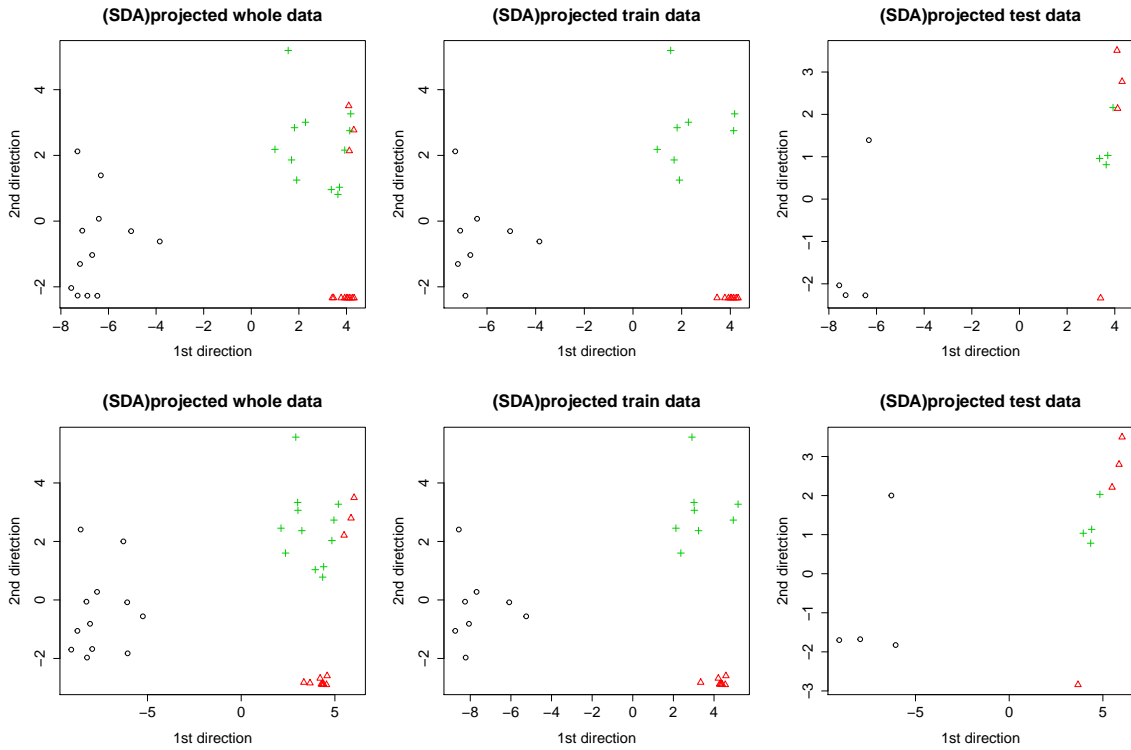 (SDA)projected whole data
(SDA)projected train data
(SDA)projected test data
2nd diretction
4
2
0
−2
−8 −6 −4 −2 0 2 4
1st direction
2nd diretction
4
2
0
−2
−6 −4 −2 0 2 4
1st direction
2nd diretction
3
2
1
0
−1
−2
−8 −6 −4 −2 0 2 4
1st direction
(SDA)projected whole data
(SDA)projected train data
(SDA)projected test data
2nd diretction
4
2
0
−2
−5 0 5
1st direction
2nd diretction
4
2
0
−2
−8 −6 −4 −2 0 2 4
1st direction
2nd diretction
3
2
1
0
−1
−2
−3
−5 0 5
1st direction